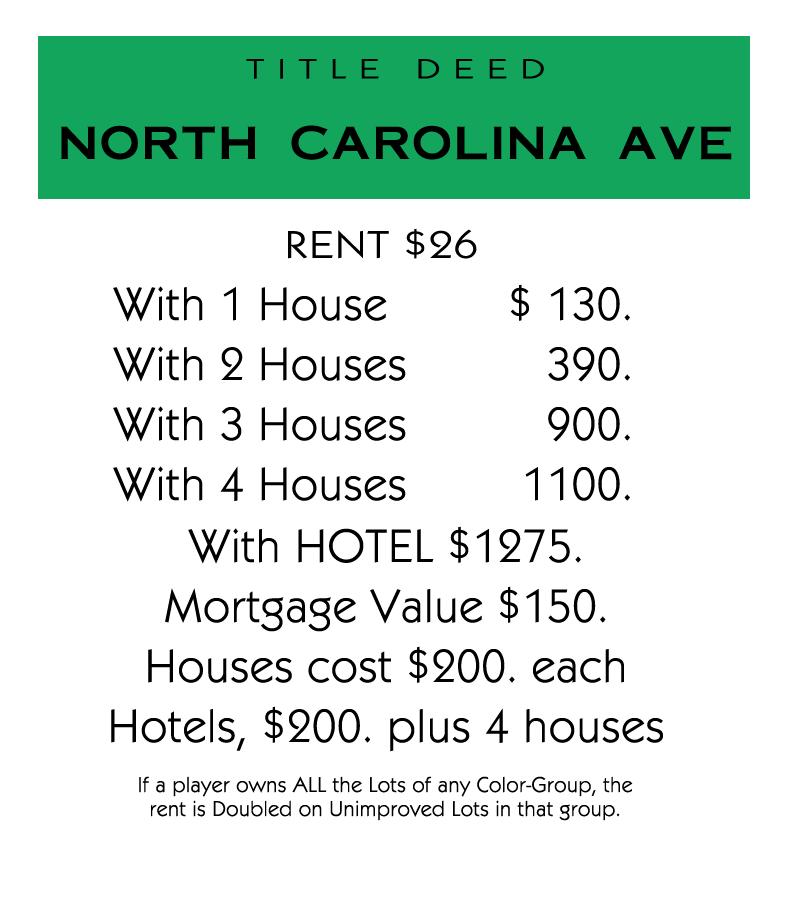 TITLE DEED
NORTH CAROLINA AVE
RENT $26
With 1 House $ 130.
With 2 Houses 390.
With 3 Houses 900.
With 4 Houses 1100.
With HOTEL $1275.
Mortgage Value $150.
Houses cost $200. each
Hotels, $200. plus 4 houses
If a player owns ALL the Lots of any Color-Group, the
rent is Doubled on Unimproved Lots in that group.